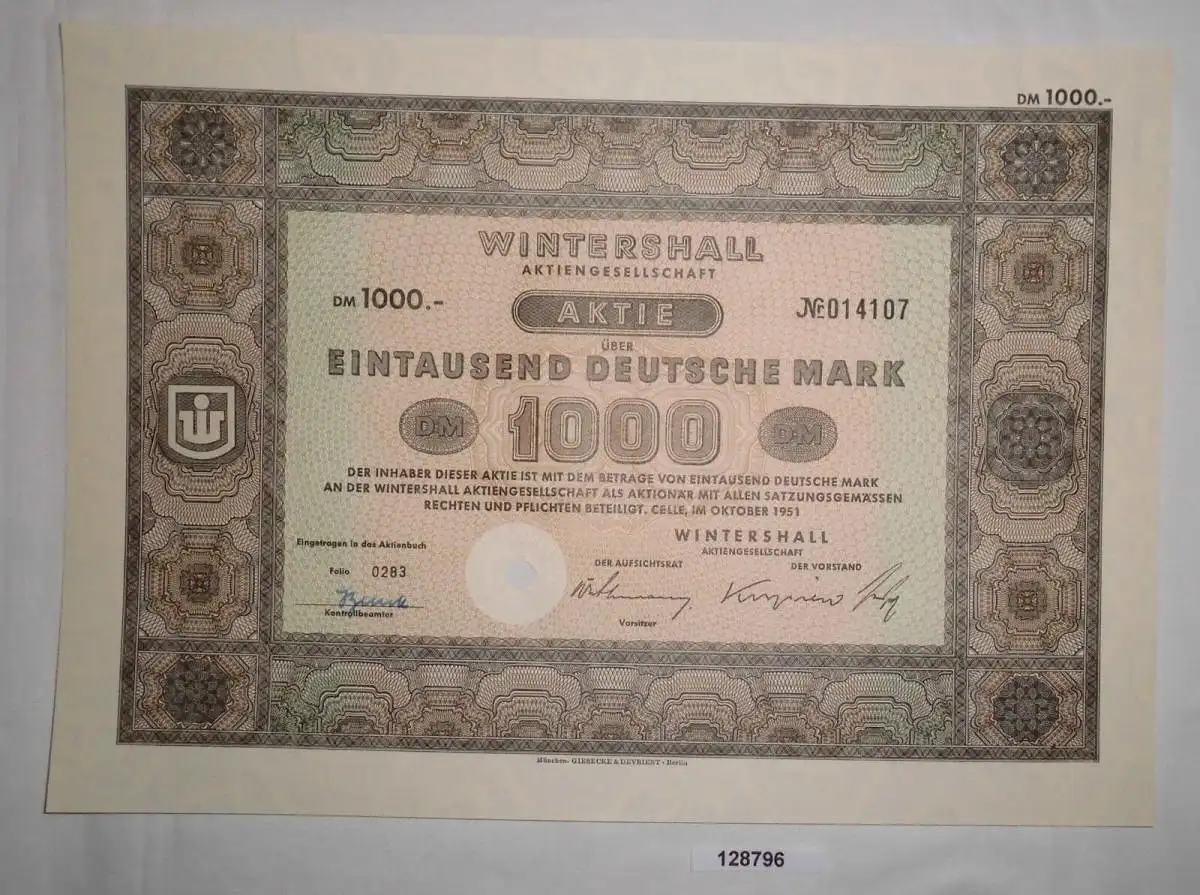 DM 1000.-
WINTERSHALL
AKTIENGESELLSCHAFT
DM 1000.-
AKTIE
№ 014107
ÜBER
EINTAUSEND DEUTSCHE MARK
DM 1000 DM
DER INHABER DIESER AKTIE IST MIT DEM BETRAGE VON EINTAUSEND DEUTSCHE MARK
AN DER WINTERSHALL AKTIENGESELLSCHAFT ALS AKTIONÄR MIT ALLEN SATZUNGSGEMÄSSEN
RECHTEN UND PFLICHTEN BETEILIGT. CELLE, IM OKTOBER 1951
WINTERSHALL
AKTIENGESELLSCHAFT
Eingetragen in das Aktienbuch
DER AUFSICHTSRAT DER VORSTAND
Folio 0283
Kontrollbeamter
Vorsitzer
München · GIESECKE & DEVRIENT · Berlin
128796